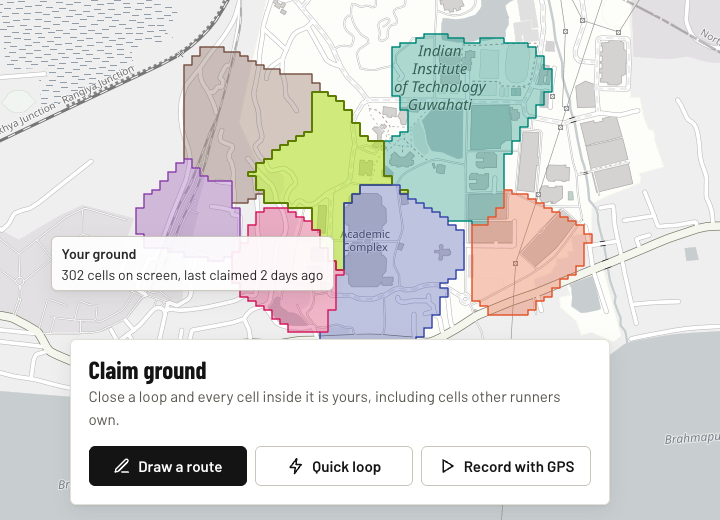 Indian
Institute
of Technology
Guwahati
Rangiya Junction
Academic
Complex
Your ground
302 cells on screen, last claimed 2 days ago
Claim ground
Close a loop and every cell inside it is yours, including cells other runners
own.
Draw a route
Quick loop
Record with GPS